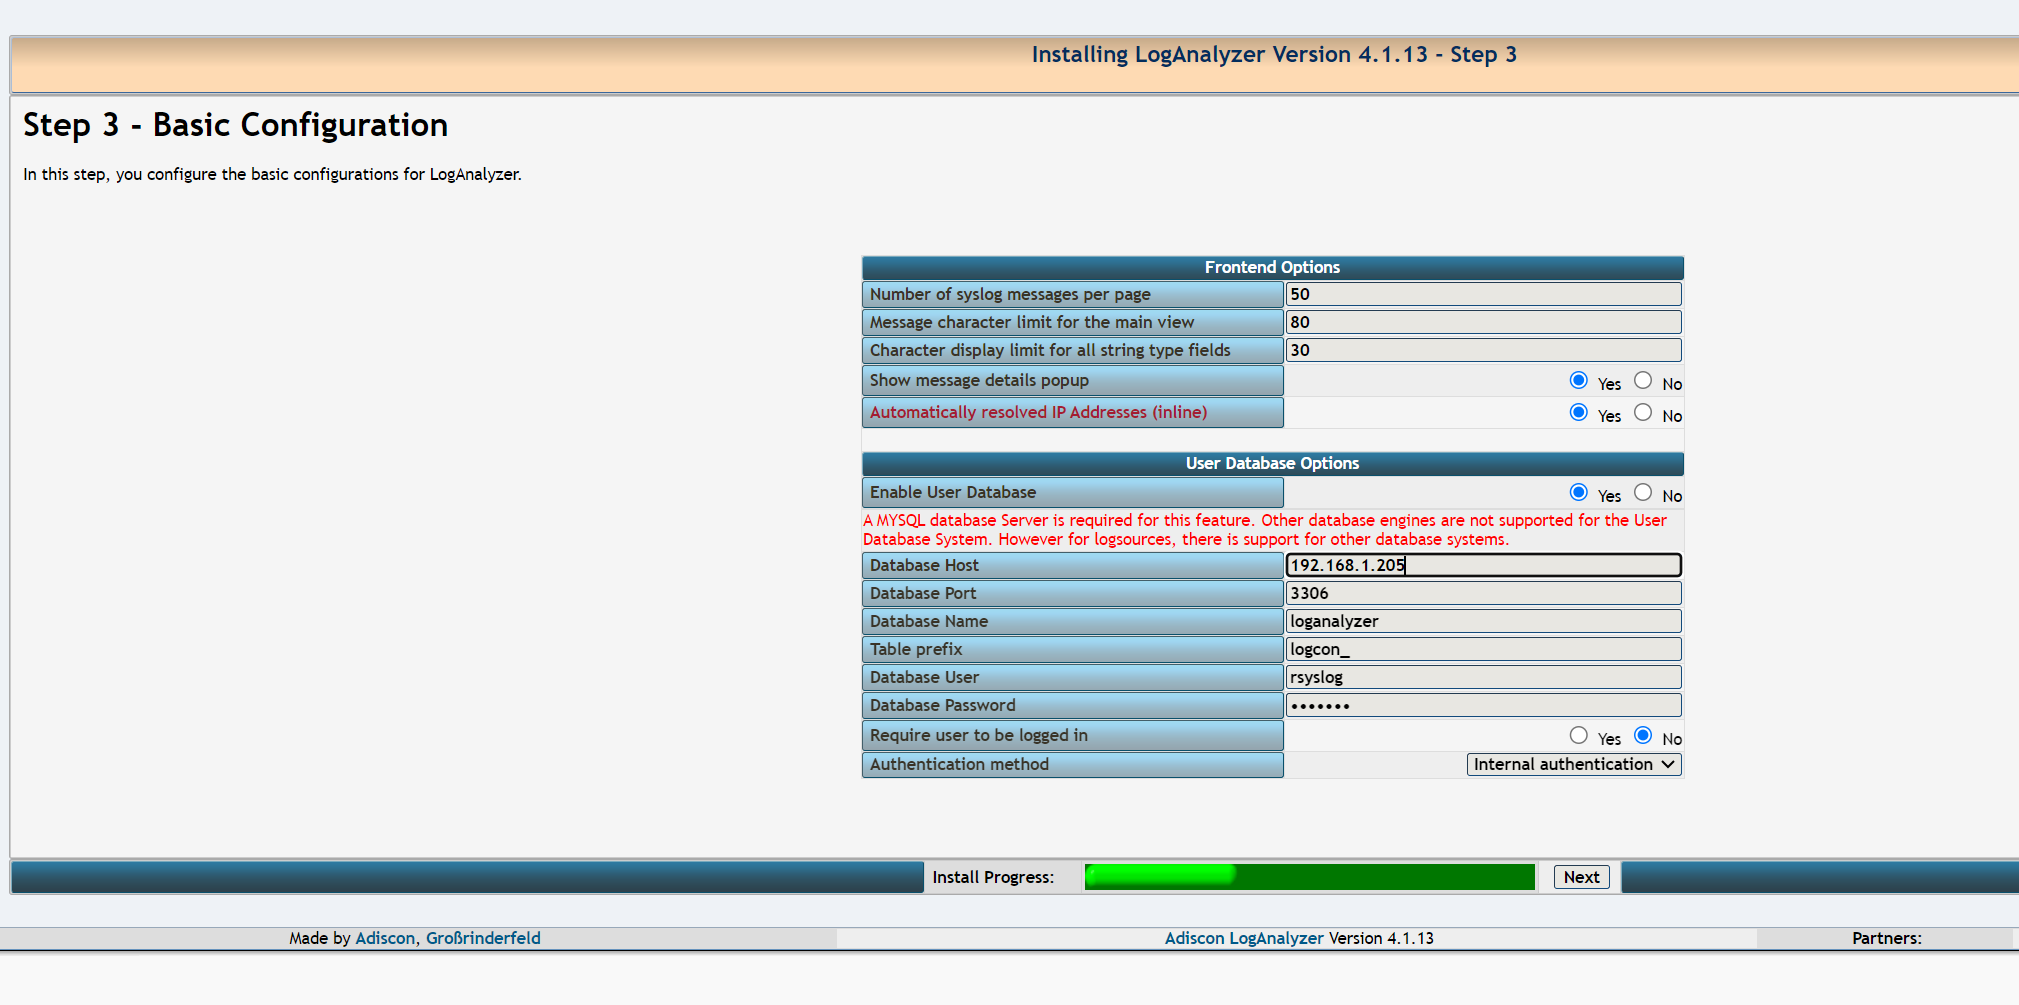 Installing LogAnalyzer Version 4.1.13 - Step 3
Step 3 - Basic Configuration
In this step, you configure the basic configurations for LogAnalyzer.
Frontend Options
Number of syslog messages per page 50
Message character limit for the main view 80
Character display limit for all string type fields 30
Show message details popup Yes No
Automatically resolved IP Addresses (inline) Yes No
User Database Options
Enable User Database Yes No
A MYSQL database Server is required for this feature. Other database engines are not supported for the User
Database System. However for logsources, there is support for other database systems.
Database Host 192.168.1.205
Database Port 3306
Database Name loganalyzer
Table prefix logcon_
Database User rsyslog
Database Password •••••••
Require user to be logged in Yes No
Authentication method Internal authentication
Install Progress: Next
Made by Adiscon, Großrinderfeld Adiscon LogAnalyzer Version 4.1.13 Partners: